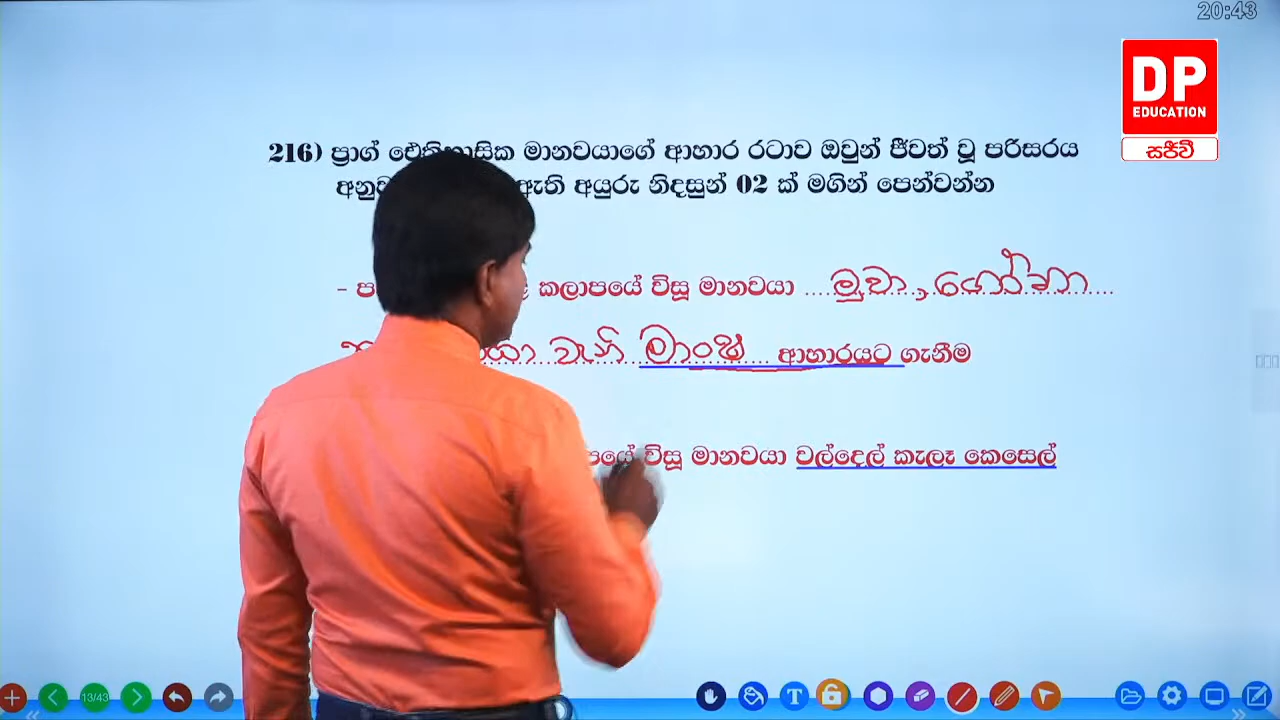 20:43
DP
EDUCATION
සජීවී
216) ප්‍රාග් ඓතිහාසික මානවයාගේ ආහාර රටාව ඔවුන් ජීවත් වූ පරිසරය
ඇති අයුරු නිදසුන් 02 ක් මගින් පෙන්වන්න
කලාපයේ විසූ මානවයා .... මුවා, ගෝනා
වැනි මාංෂ ... ආහාරයට ගැනීම
විසූ මානවයා වල්දෙල් කැලෑ කෙසෙල්
13/43